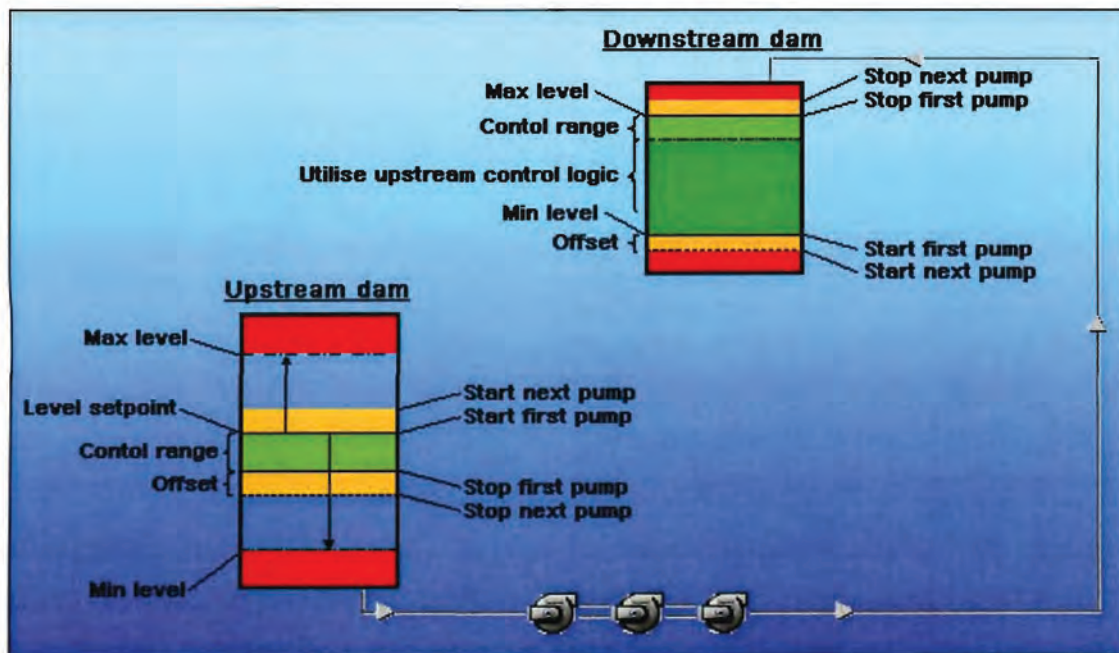 Downstream dam
Stop next pump
Max level
Stop first pump
Contol range
Utilise upstream control logic
Min level
Offset
Start first pump
Start next pump
Upstream dam
Max level
Start next pump
Level setpoint
Start first pump
Contol range
Offset
Stop first pump
Stop next pump
Min level